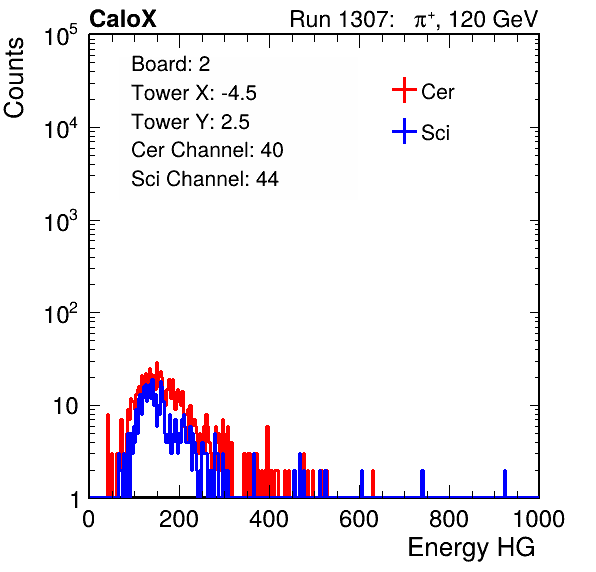 CaloX Run 1307: π⁺, 120 GeV
Counts
10⁵
10⁴
10³
10²
10
1
Board: 2
Tower X: -4.5
Tower Y: 2.5
Cer Channel: 40
Sci Channel: 44
Cer
Sci
0 200 400 600 800 1000
Energy HG